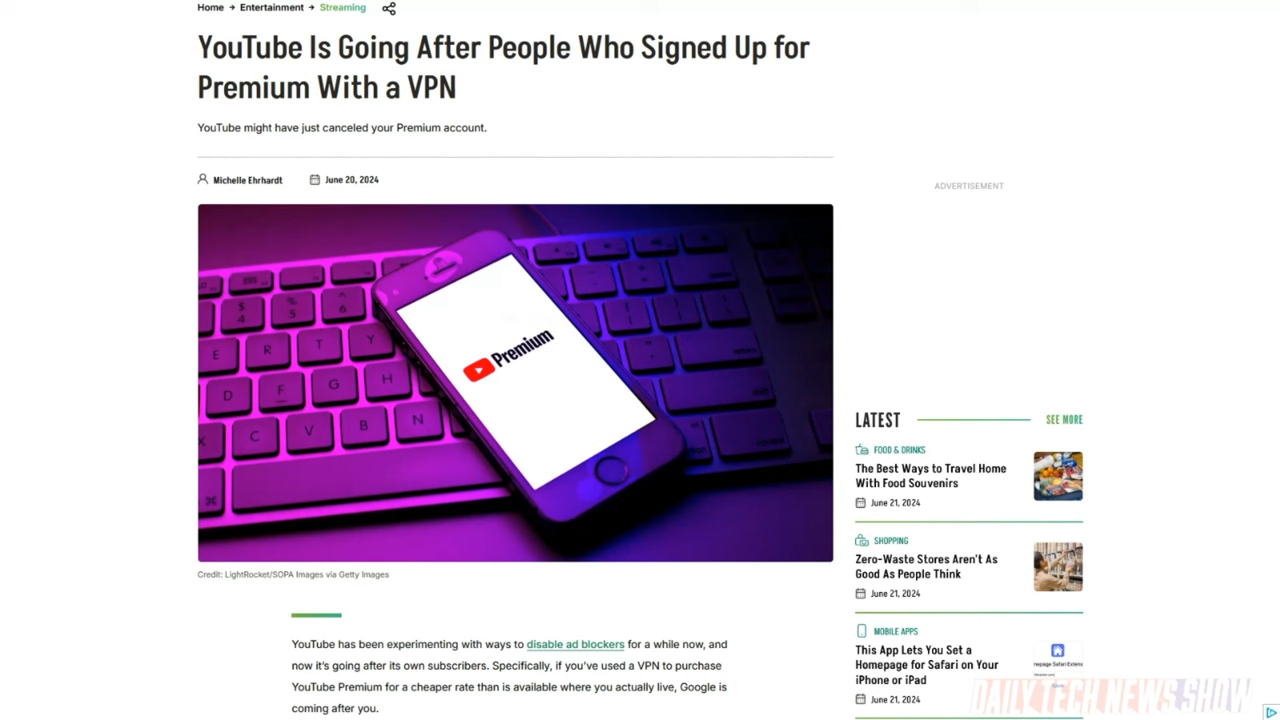 Home → Entertainment → Streaming
YouTube Is Going After People Who Signed Up for
Premium With a VPN
YouTube might have just canceled your Premium account.
Michelle Ehrhardt June 20, 2024
ADVERTISEMENT
$ % ^
4 5 6
E R T Y
D F G H
X C V B N
⌘
return
Premium
Credit: LightRocket/SOPA Images via Getty Images
YouTube has been experimenting with ways to disable ad blockers for a while now, and
now it's going after its own subscribers. Specifically, if you've used a VPN to purchase
YouTube Premium for a cheaper rate than is available where you actually live, Google is
coming after you.
LATEST SEE MORE
FOOD & DRINKS
The Best Ways to Travel Home
With Food Souvenirs
June 21, 2024
SHOPPING
Zero-Waste Stores Aren't As
Good As People Think
June 21, 2024
MOBILE APPS
This App Lets You Set a
Homepage for Safari on Your
iPhone or iPad
June 21, 2024
mepage Safari Extens
DAILY TECH NEWS SHOW